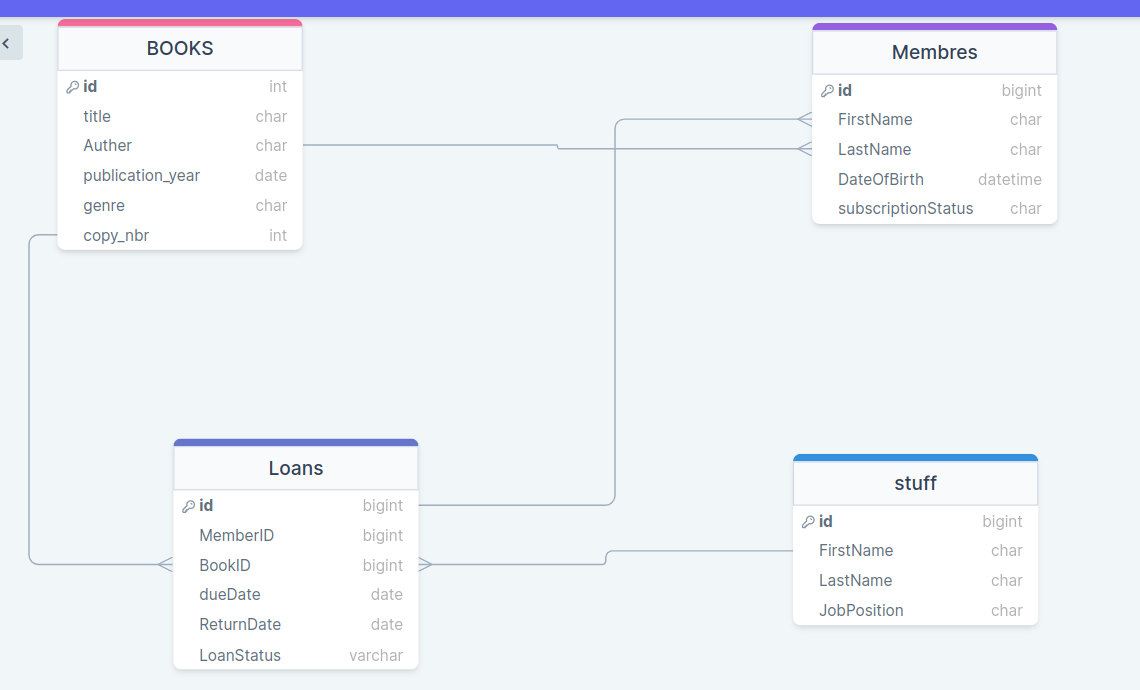 BOOKS
id int
title char
Auther char
publication_year date
genre char
copy_nbr int
Membres
id bigint
FirstName char
LastName char
DateOfBirth datetime
subscriptionStatus char
Loans
id bigint
MemberID bigint
BookID bigint
dueDate date
ReturnDate date
LoanStatus varchar
stuff
id bigint
FirstName char
LastName char
JobPosition char